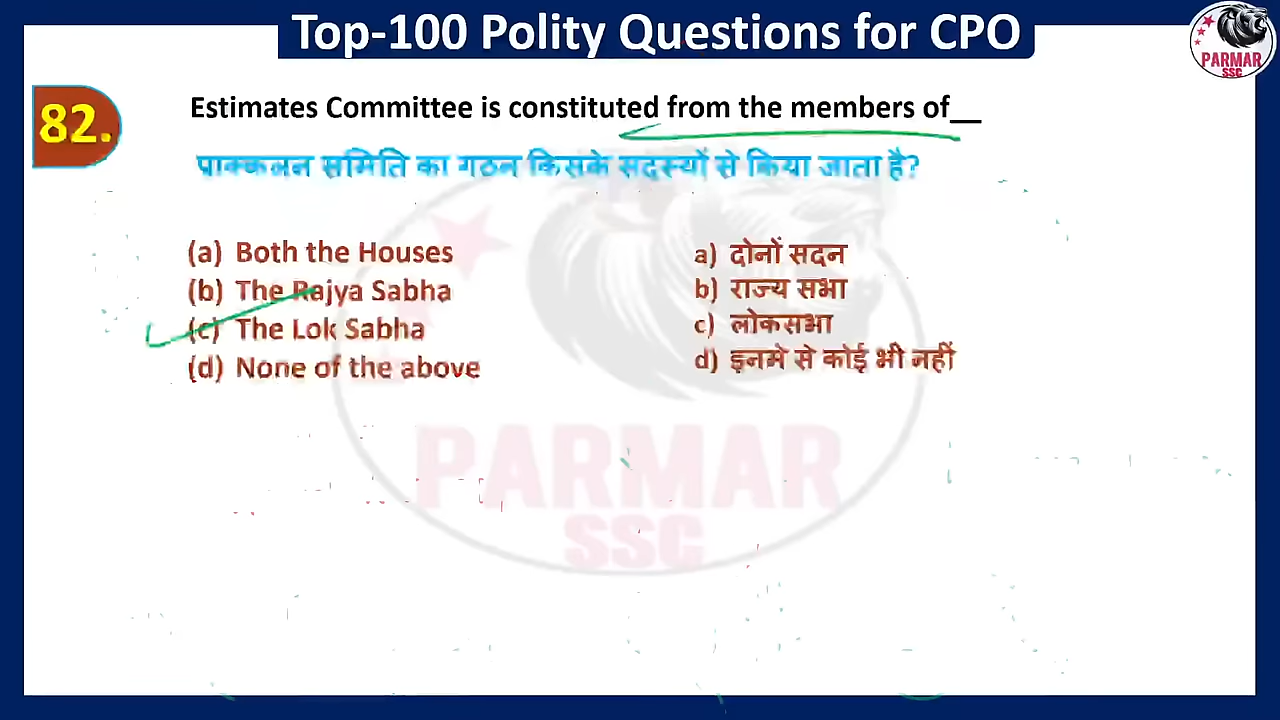 Top-100 Polity Questions for CPO
PARMAR
SSC
82.
Estimates Committee is constituted from the members of__
प्राक्कलन समिति का गठन किसके सदस्यों से किया जाता है?
(a) Both the Houses
(b) The Rajya Sabha
(c) The Lok Sabha
(d) None of the above
a) दोनों सदन
b) राज्य सभा
c) लोकसभा
d) इनमे से कोई भी नहीं
PARMAR
SSC